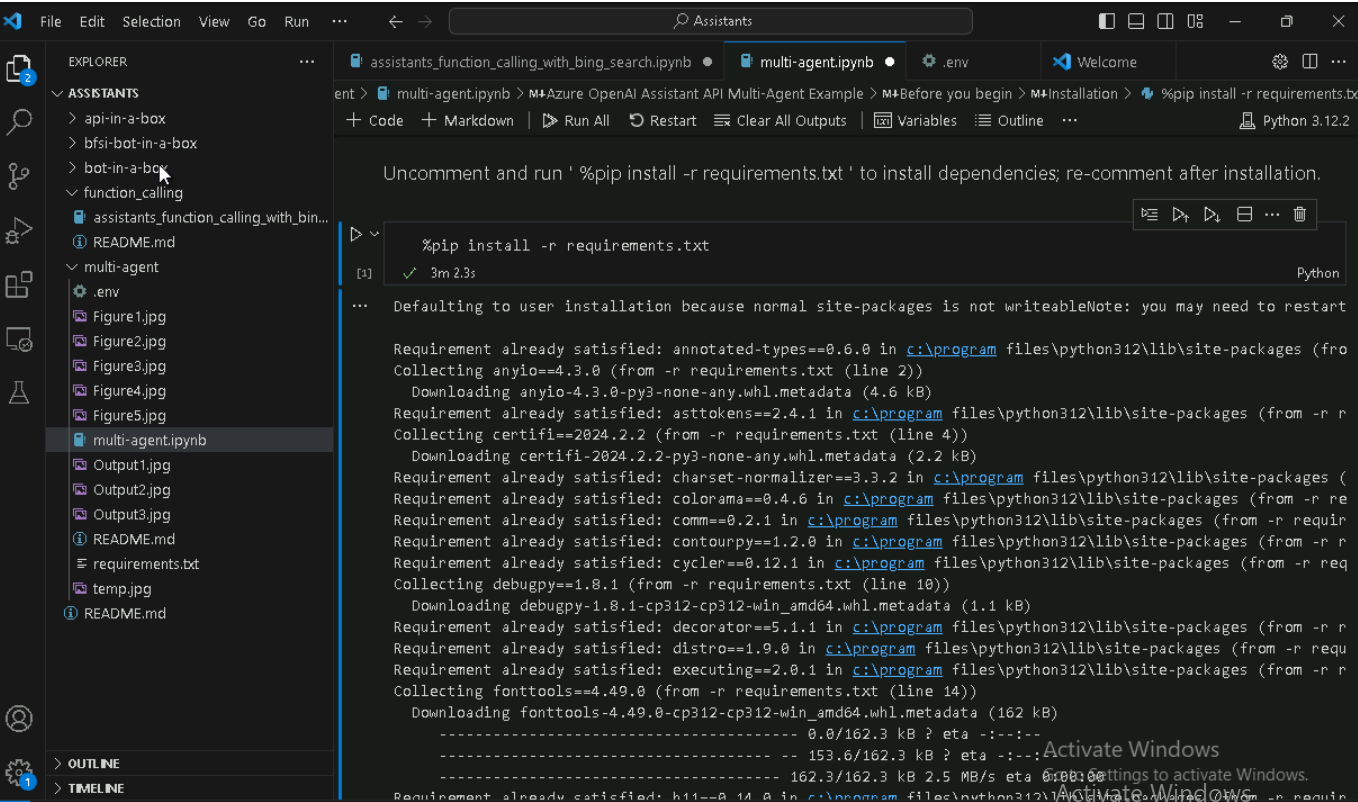 File Edit Selection View Go Run ··· Assistants
EXPLORER ···
2
ASSISTANTS
api-in-a-box
bfsi-bot-in-a-box
bot-in-a-box
function_calling
assistants_function_calling_with_bin...
README.md
multi-agent
.env
Figure1.jpg
Figure2.jpg
Figure3.jpg
Figure4.jpg
Figure5.jpg
multi-agent.ipynb
Output1.jpg
Output2.jpg
Output3.jpg
README.md
requirements.txt
temp.jpg
README.md
OUTLINE
TIMELINE
1
assistants_function_calling_with_bing_search.ipynb ● multi-agent.ipynb ● .env Welcome ···
ent > multi-agent.ipynb > M↓Azure OpenAI Assistant API Multi-Agent Example > M↓Before you begin > M↓Installation > %pip install -r requirements.tx
+ Code + Markdown | Run All Restart Clear All Outputs | Variables Outline ··· Python 3.12.2
Uncomment and run ' %pip install -r requirements.txt ' to install dependencies; re-comment after installation.
%pip install -r requirements.txt
[1] ✓ 3m 2.3s Python
··· Defaulting to user installation because normal site-packages is not writeableNote: you may need to restart
Requirement already satisfied: annotated-types==0.6.0 in c:\program files\python312\lib\site-packages (fro
Collecting anyio==4.3.0 (from -r requirements.txt (line 2))
Downloading anyio-4.3.0-py3-none-any.whl.metadata (4.6 kB)
Requirement already satisfied: asttokens==2.4.1 in c:\program files\python312\lib\site-packages (from -r r
Collecting certifi==2024.2.2 (from -r requirements.txt (line 4))
Downloading certifi-2024.2.2-py3-none-any.whl.metadata (2.2 kB)
Requirement already satisfied: charset-normalizer==3.3.2 in c:\program files\python312\lib\site-packages (
Requirement already satisfied: colorama==0.4.6 in c:\program files\python312\lib\site-packages (from -r re
Requirement already satisfied: comm==0.2.1 in c:\program files\python312\lib\site-packages (from -r requir
Requirement already satisfied: contourpy==1.2.0 in c:\program files\python312\lib\site-packages (from -r r
Requirement already satisfied: cycler==0.12.1 in c:\program files\python312\lib\site-packages (from -r req
Collecting debugpy==1.8.1 (from -r requirements.txt (line 10))
Downloading debugpy-1.8.1-cp312-cp312-win_amd64.whl.metadata (1.1 kB)
Requirement already satisfied: decorator==5.1.1 in c:\program files\python312\lib\site-packages (from -r r
Requirement already satisfied: distro==1.9.0 in c:\program files\python312\lib\site-packages (from -r requ
Requirement already satisfied: executing==2.0.1 in c:\program files\python312\lib\site-packages (from -r r
Collecting fonttools==4.49.0 (from -r requirements.txt (line 14))
Downloading fonttools-4.49.0-cp312-cp312-win_amd64.whl.metadata (162 kB)
---------------------------------------- 0.0/162.3 kB ? eta -:--:--
-------------------------------------- - 153.6/162.3 kB ? eta -:--:--
-------------------------------------- 162.3/162.3 kB 2.5 MB/s eta 0:00:00
Requirement already satisfied: h11==0.14.0 in c:\program files\python312\lib\site-packages (from -r requir
Activate Windows
Go to Settings to activate Windows.
Activate Windows